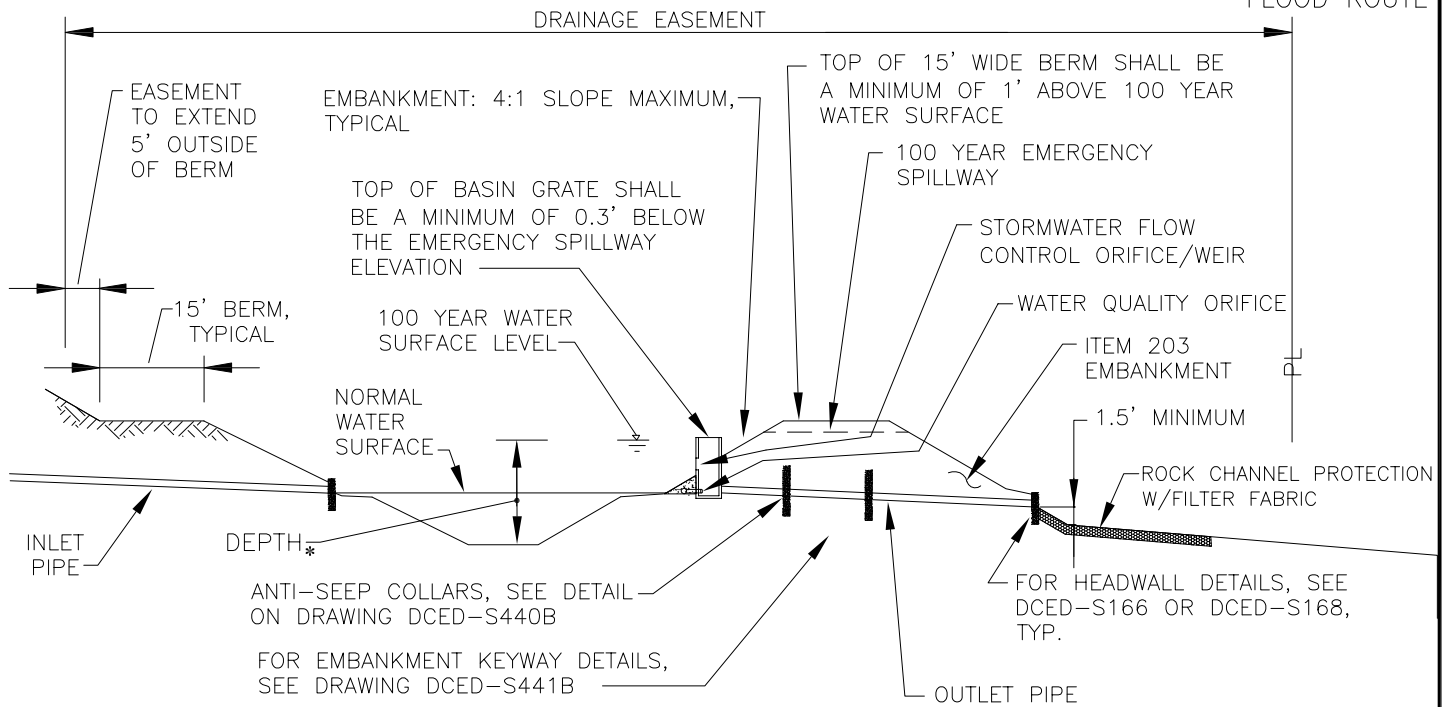 FLOOD ROUTE
DRAINAGE EASEMENT
EASEMENT
TO EXTEND
5' OUTSIDE
OF BERM
EMBANKMENT: 4:1 SLOPE MAXIMUM,
TYPICAL
TOP OF 15' WIDE BERM SHALL BE
A MINIMUM OF 1' ABOVE 100 YEAR
WATER SURFACE
100 YEAR EMERGENCY
SPILLWAY
TOP OF BASIN GRATE SHALL
BE A MINIMUM OF 0.3' BELOW
THE EMERGENCY SPILLWAY
ELEVATION
STORMWATER FLOW
CONTROL ORIFICE/WEIR
15' BERM,
TYPICAL
100 YEAR WATER
SURFACE LEVEL
WATER QUALITY ORIFICE
ITEM 203
EMBANKMENT
PL
NORMAL
WATER
SURFACE
1.5' MINIMUM
ROCK CHANNEL PROTECTION
W/FILTER FABRIC
INLET
PIPE
DEPTH*
ANTI-SEEP COLLARS, SEE DETAIL
ON DRAWING DCED-S440B
FOR HEADWALL DETAILS, SEE
DCED-S166 OR DCED-S168,
TYP.
FOR EMBANKMENT KEYWAY DETAILS,
SEE DRAWING DCED-S441B
OUTLET PIPE